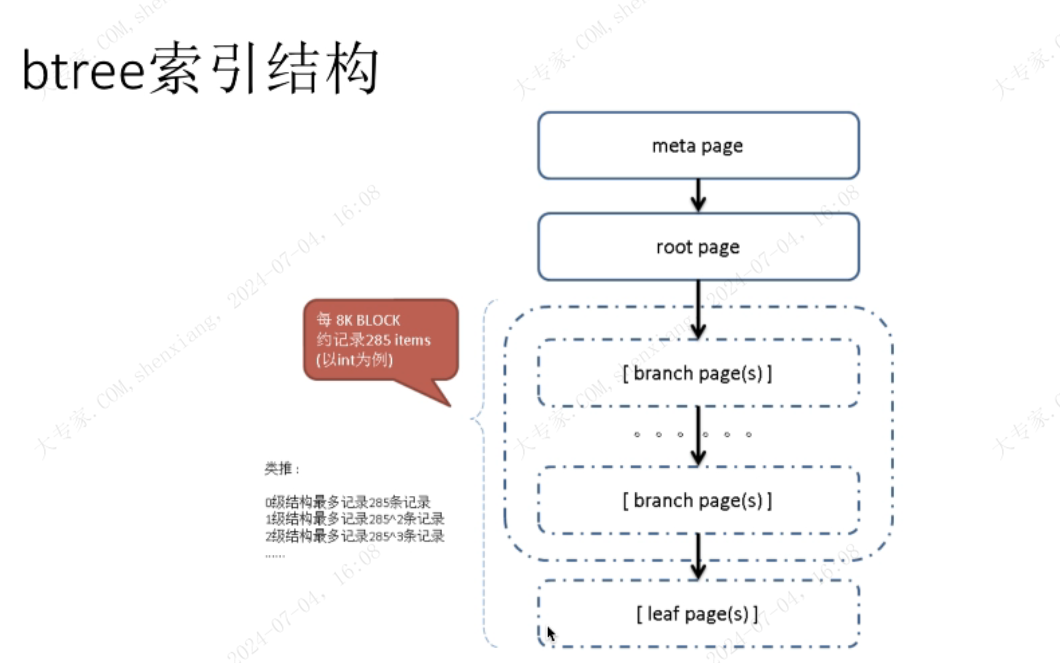 btree索引结构
meta page
root page
每 8K BLOCK
约记录285 items
(以int为例)
[ branch page(s) ]
[ branch page(s) ]
类推：
0级结构最多记录285条记录
1级结构最多记录285^2条记录
2级结构最多记录285^3条记录
......
[ leaf page(s) ]
大专家.COM, shenxiang, 2024-07-04, 16:08